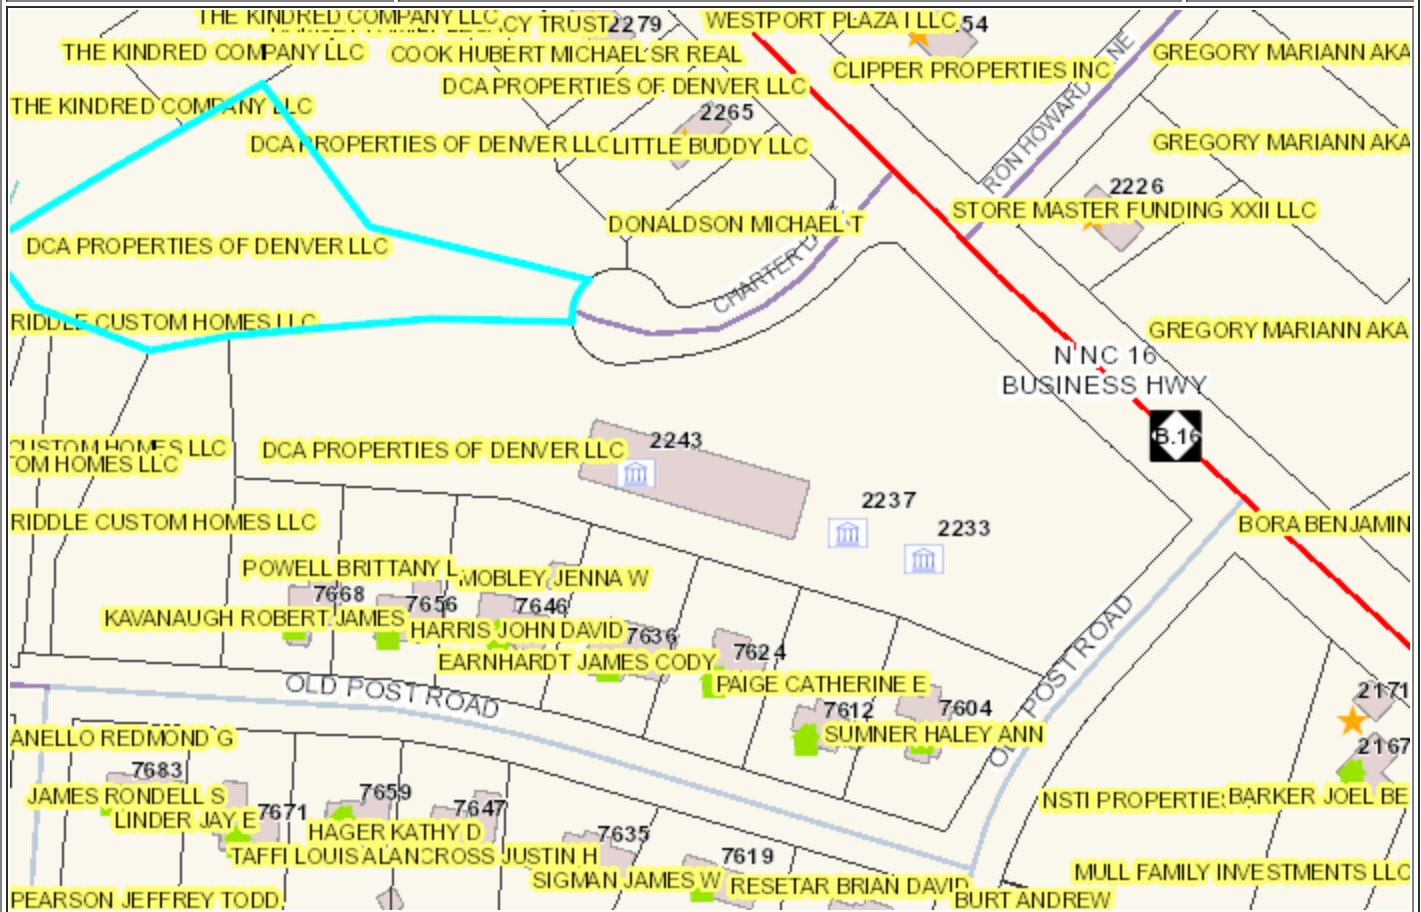 THE KINDRED COMPANY LLC
CY TRUST
2279
WESTPORT PLAZA I LLC
54
THE KINDRED COMPANY LLC
COOK HUBERT MICHAEL SR REAL
GREGORY MARIANN AKA
CLIPPER PROPERTIES INC
DCA PROPERTIES OF DENVER LLC
THE KINDRED COMPANY LLC
2265
RON HOWARD LANE
DCA PROPERTIES OF DENVER LLC
LITTLE BUDDY LLC
GREGORY MARIANN AKA
2226
STORE MASTER FUNDING XXII LLC
DONALDSON MICHAEL T
DCA PROPERTIES OF DENVER LLC
CHARTER
RIDDLE CUSTOM HOMES LLC
GREGORY MARIANN AKA
N NC 16
BUSINESS HWY
B.16
2243
CUSTOM HOMES LLC
DCA PROPERTIES OF DENVER LLC
OM HOMES LLC
2237
RIDDLE CUSTOM HOMES LLC
2233
BORA BENJAMIN
POWELL BRITTANY L
MOBLEY JENNA W
7668
7656
7646
KAVANAUGH ROBERT JAMES
HARRIS JOHN DAVID
7636
7624
EARNHARDT JAMES CODY
OLD POST ROAD
PAIGE CATHERINE E
OLD POST ROAD
2171
7612
7604
SUMNER HALEY ANN
ANELLO REDMOND G
2167
7683
JAMES RONDELL S
7659
NSTI PROPERTIES
BARKER JOEL BE
LINDER JAY E
7671
7647
HAGER KATHY D
7635
TAFFI LOUIS ALAN
CROSS JUSTIN H
7619
MULL FAMILY INVESTMENTS LLC
SIGMAN JAMES W
RESETAR BRIAN DAVID
PEARSON JEFFREY TODD
BURT ANDREW